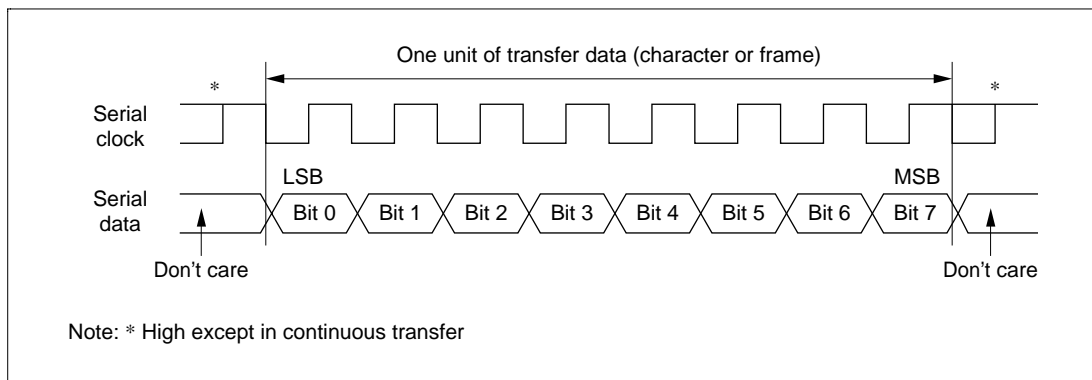 One unit of transfer data (character or frame)
* *
Serial
clock
LSB MSB
Serial
data
Bit 0 Bit 1 Bit 2 Bit 3 Bit 4 Bit 5 Bit 6 Bit 7
Don't care Don't care
Note: * High except in continuous transfer